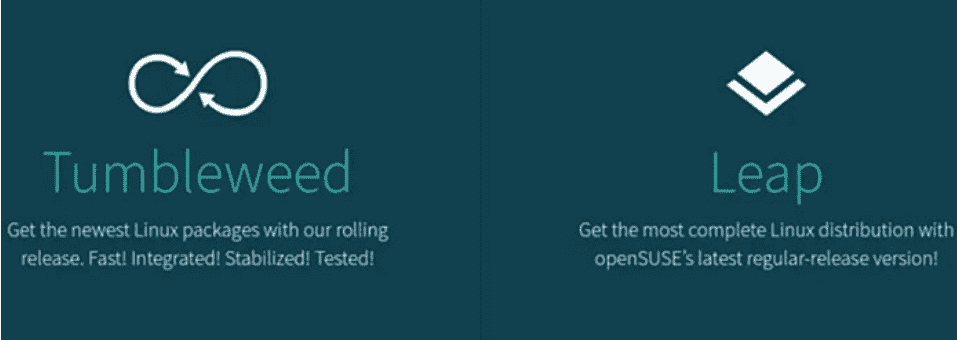 Tumbleweed
Get the newest Linux packages with our rolling
release. Fast! Integrated! Stabilized! Tested!
Leap
Get the most complete Linux distribution with
openSUSE’s latest regular-release version!